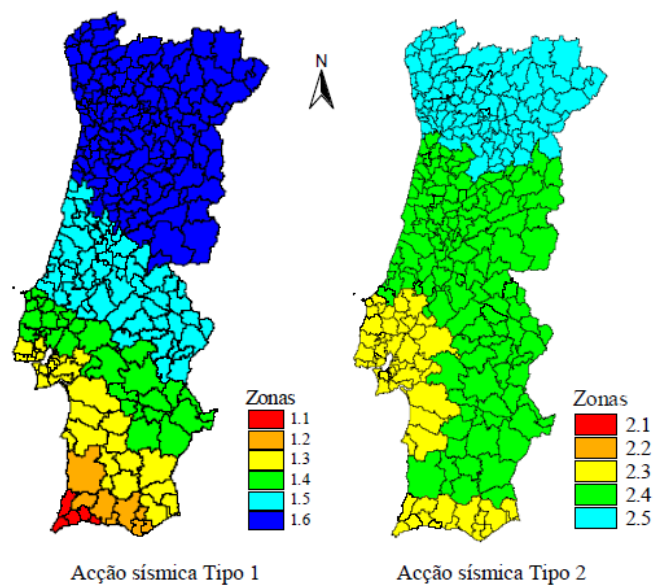 N
Zonas
1.1
1.2
1.3
1.4
1.5
1.6
Acção sísmica Tipo 1
Zonas
2.1
2.2
2.3
2.4
2.5
Acção sísmica Tipo 2